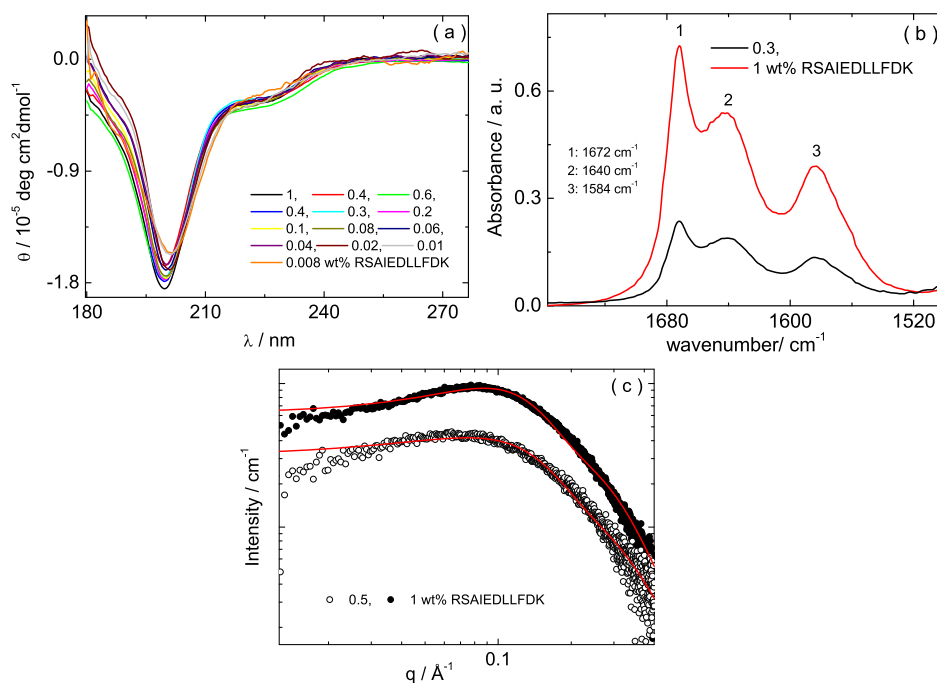 ( a )
0.0
-0.9
-1.8
θ / 10⁻⁵ deg cm²dmol⁻¹
1, 0.4, 0.6,
0.4, 0.3, 0.2
0.1, 0.08, 0.06,
0.04, 0.02, 0.01
0.008 wt% RSAIEDLLFDK
180 210 240 270
λ / nm
( b )
1
0.3,
1 wt% RSAIEDLLFDK
2
3
1: 1672 cm⁻¹
2: 1640 cm⁻¹
3: 1584 cm⁻¹
0.6
0.3
0.0
Absorbance / a. u.
1680 1600 1520
wavenumber/ cm⁻¹
( c )
Intensity / cm⁻¹
0.5, 1 wt% RSAIEDLLFDK
0.1
q / Å⁻¹